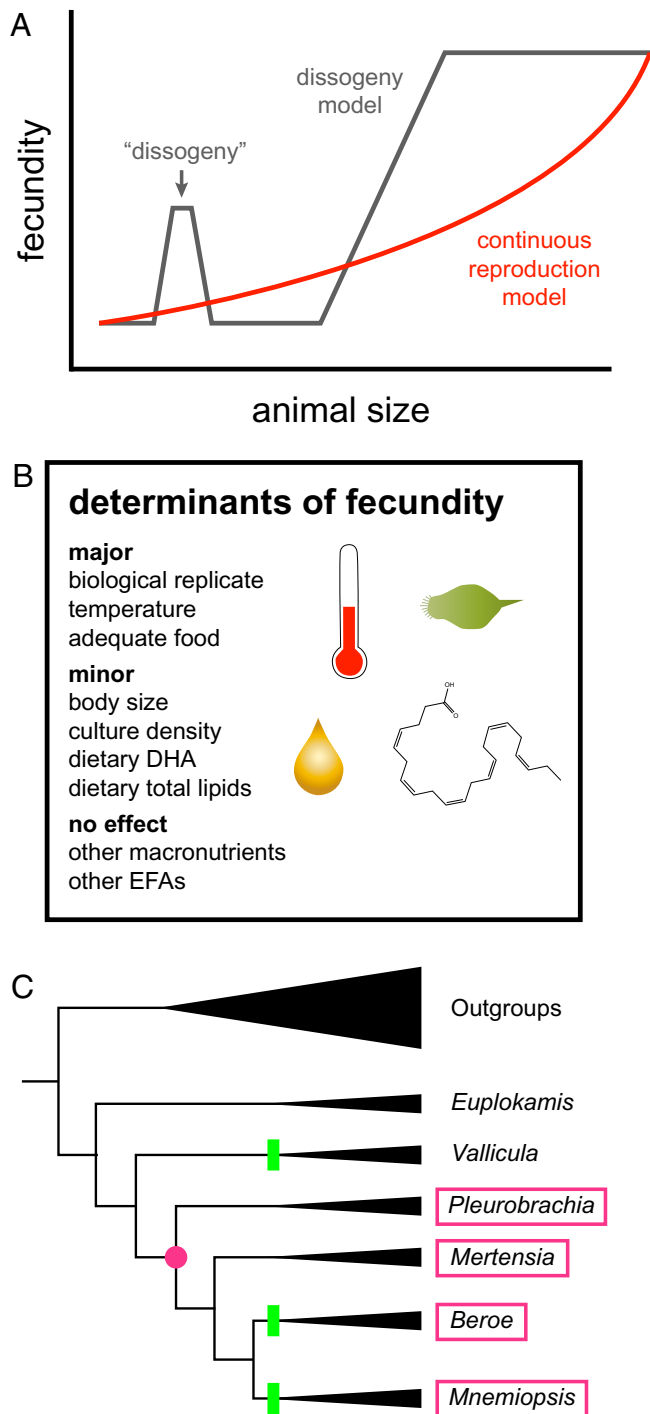 A
fecundity
"dissogeny"
dissogeny
model
continuous
reproduction
model
animal size
B
determinants of fecundity
major
biological replicate
temperature
adequate food
minor
body size
culture density
dietary DHA
dietary total lipids
no effect
other macronutrients
other EFAs
OH
O
C
Outgroups
Euplokamis
Vallicula
Pleurobrachia
Mertensia
Beroe
Mnemiopsis